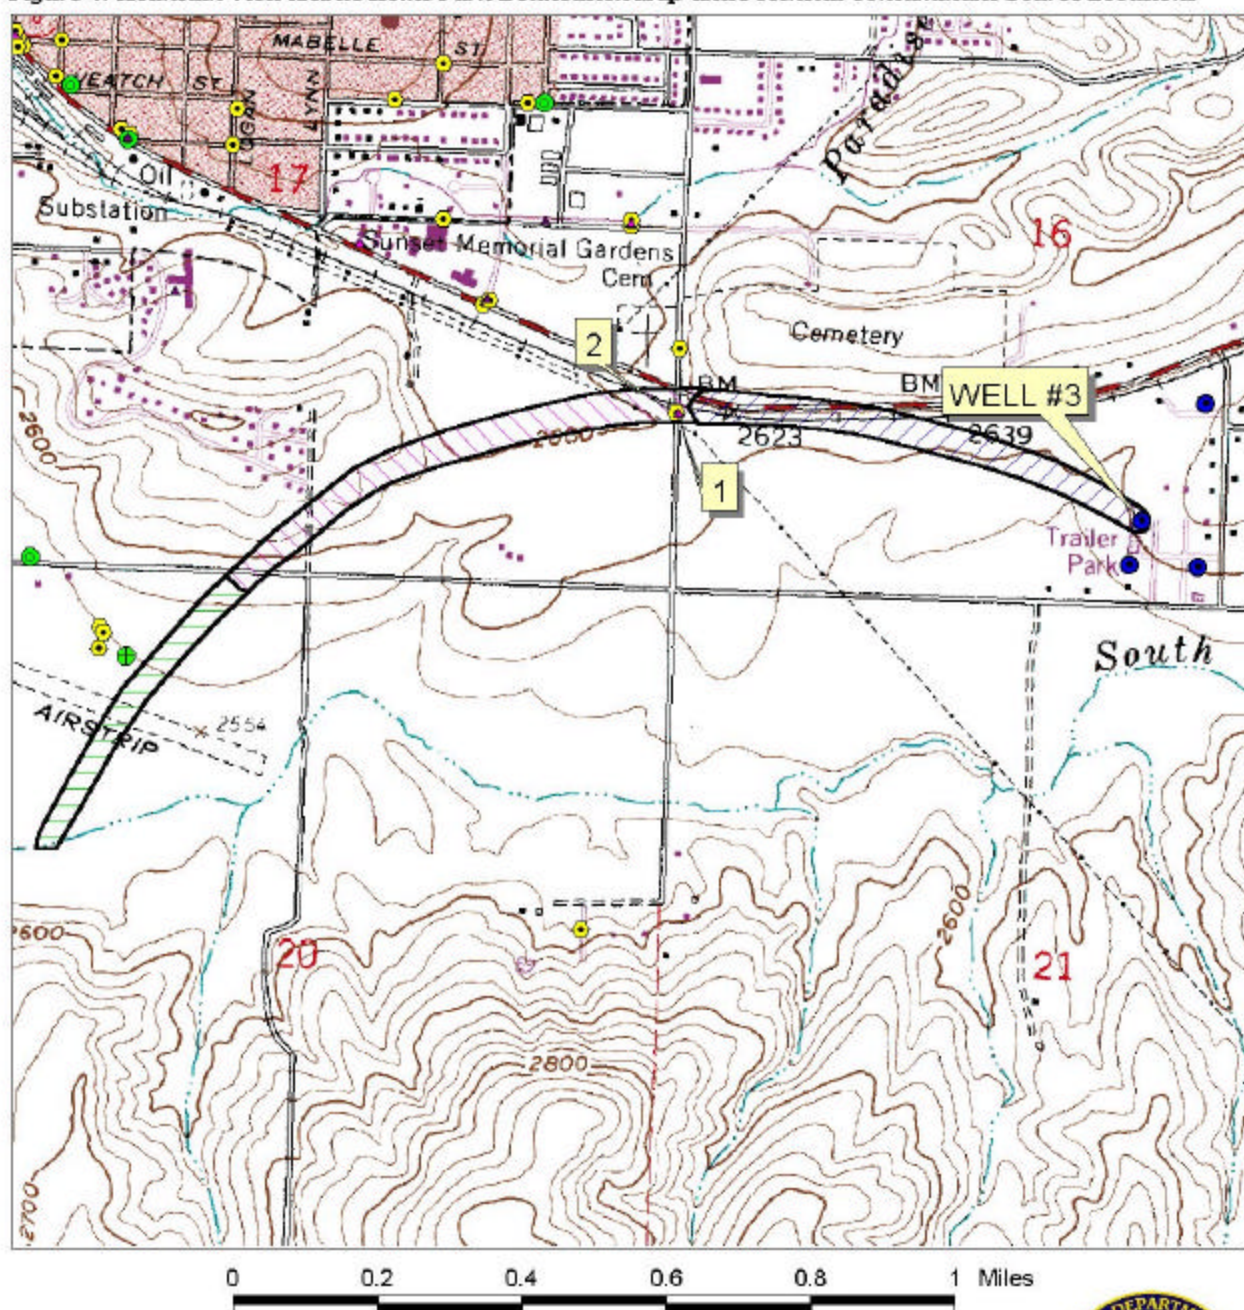 MABELLE ST
VEATCH ST
LOGAN
LYNN
Paradise
Oil
17
Substation
16
Sunset Memorial Gardens
Cem
2
Cemetery
BM
BM
WELL #3
2600
2623
2639
1
Trailer
Park
South
AIRSTRIP
2554
2600
2600
20
21
2800
2700
0 0.2 0.4 0.6 0.8 1 Miles
DEPART